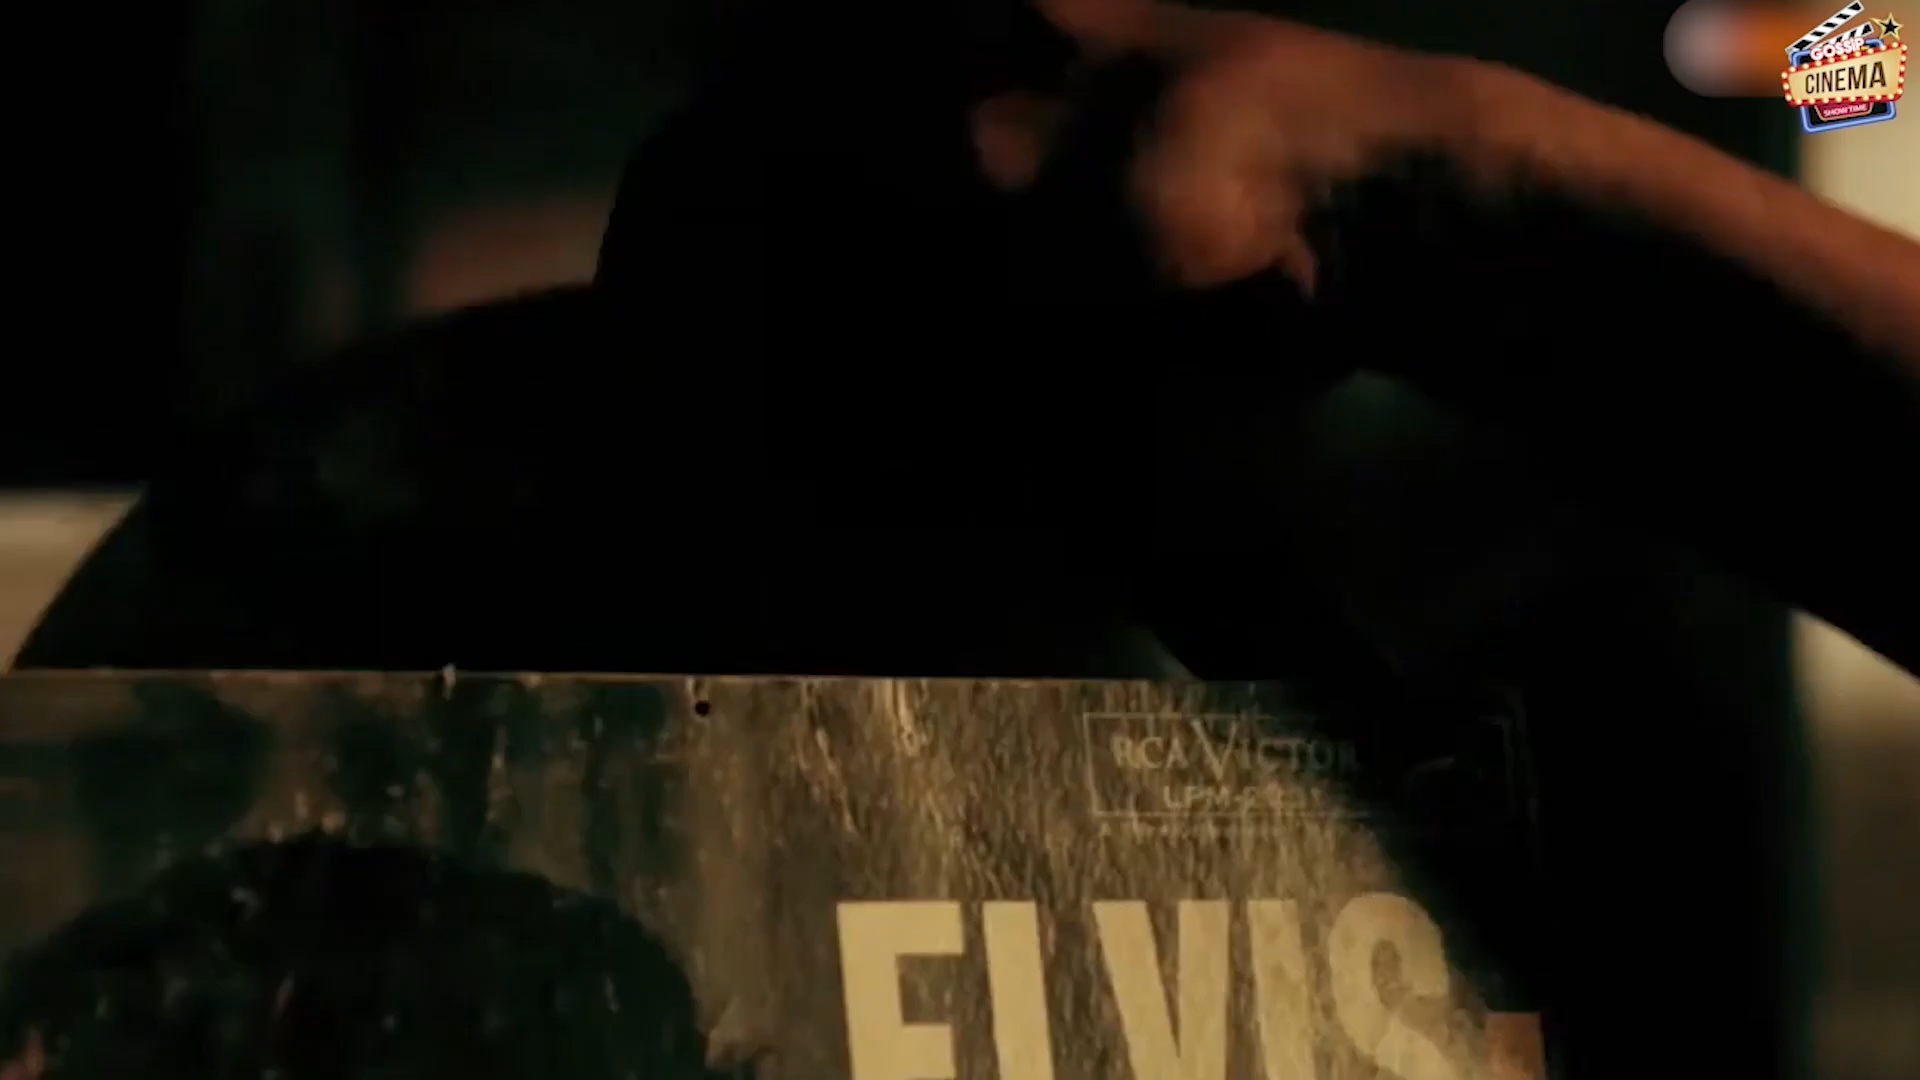 GOSSIP
CINEMA
SHOW TIME
RCA VICTOR
ELVIS